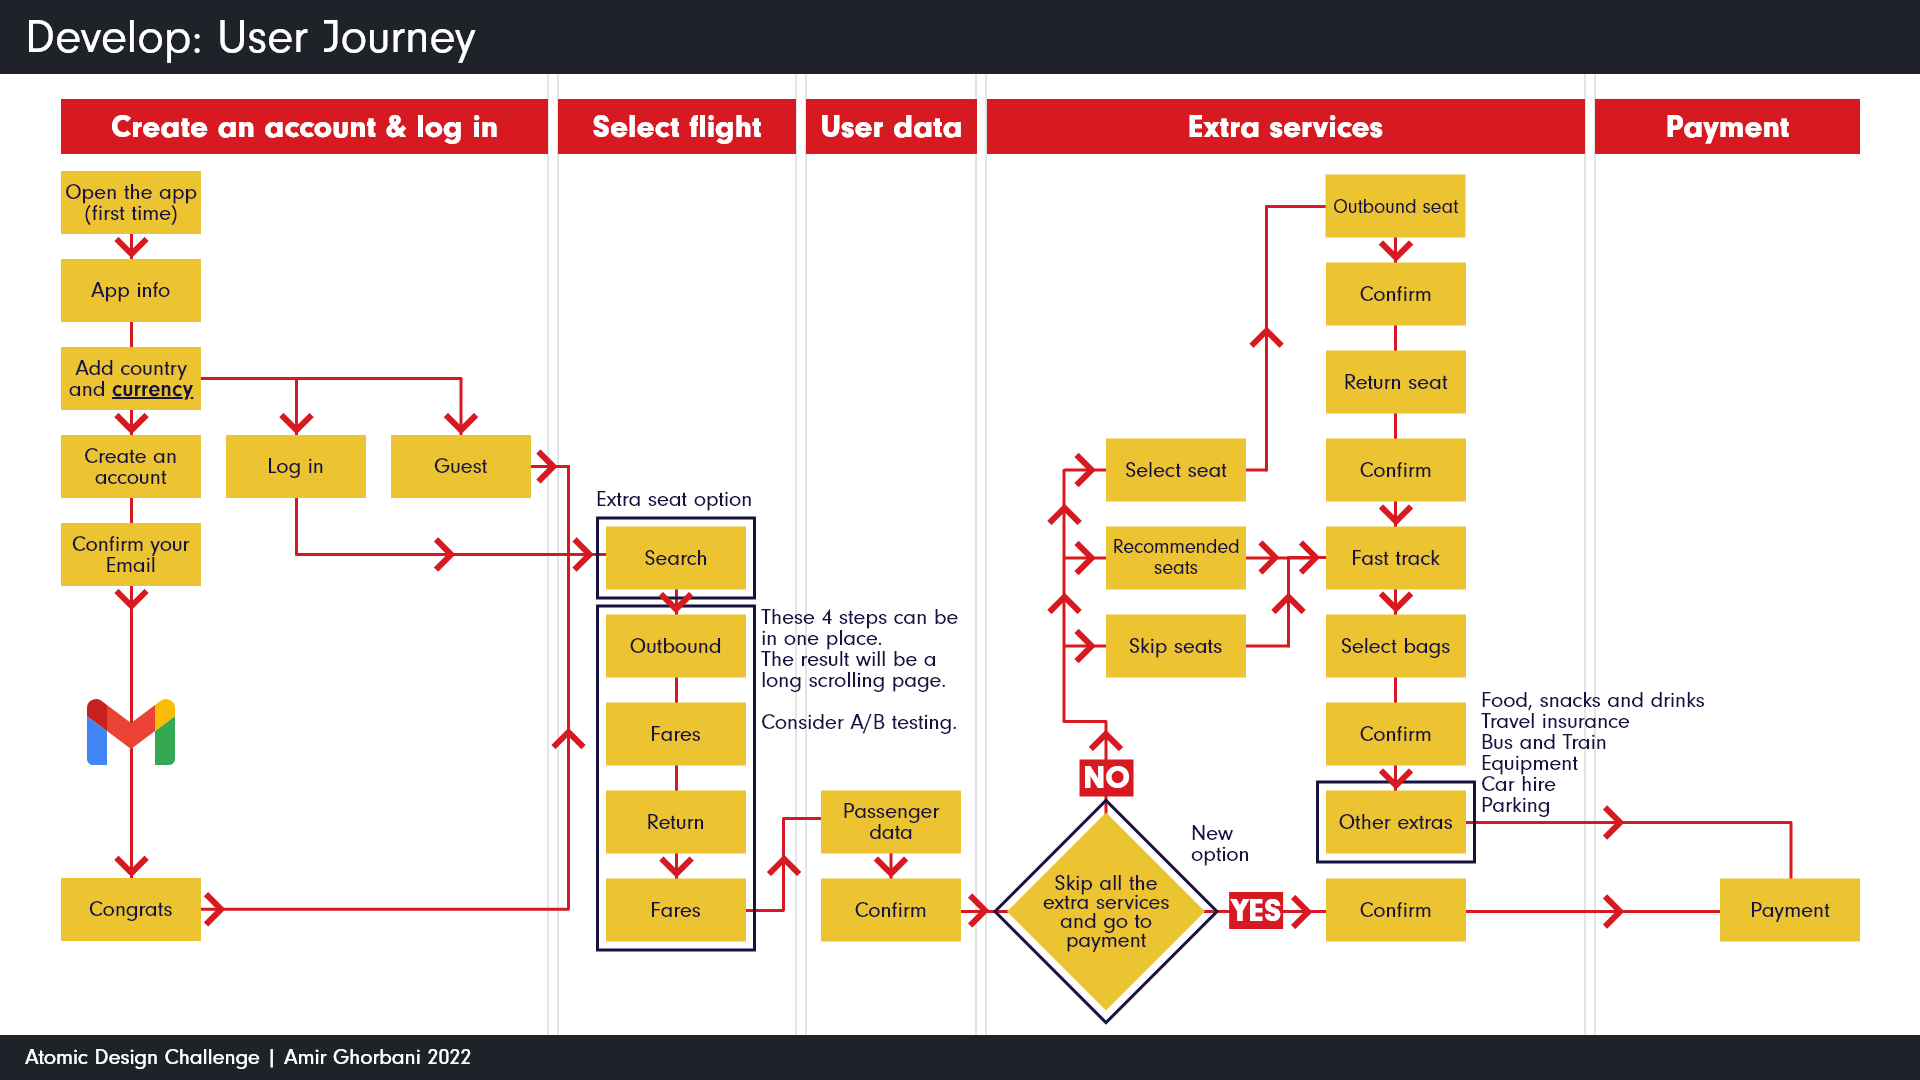 Develop: User Journey
Create an account & log in
Select flight
User data
Extra services
Payment
Open the app
(first time)
App info
Add country
and currency
Create an
account
Log in
Guest
Confirm your
Email
Congrats
Extra seat option
Search
Outbound
Fares
Return
Fares
These 4 steps can be
in one place.
The result will be a
long scrolling page.
Consider A/B testing.
Passenger
data
Confirm
Skip all the
extra services
and go to
payment
New
option
NO
YES
Select seat
Recommended
seats
Skip seats
Outbound seat
Confirm
Return seat
Confirm
Fast track
Select bags
Confirm
Other extras
Food, snacks and drinks
Travel insurance
Bus and Train
Equipment
Car hire
Parking
Confirm
Payment
Atomic Design Challenge | Amir Ghorbani 2022